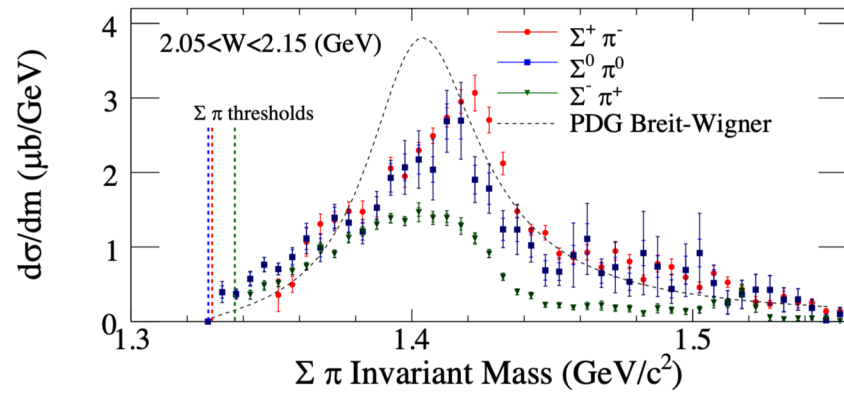 4
3
2
1
0
dσ/dm (μb/GeV)
2.05<W<2.15 (GeV)
Σ π thresholds
Σ⁺ π⁻
Σ⁰ π⁰
Σ⁻ π⁺
PDG Breit-Wigner
1.3 1.4 1.5
Σ π Invariant Mass (GeV/c²)